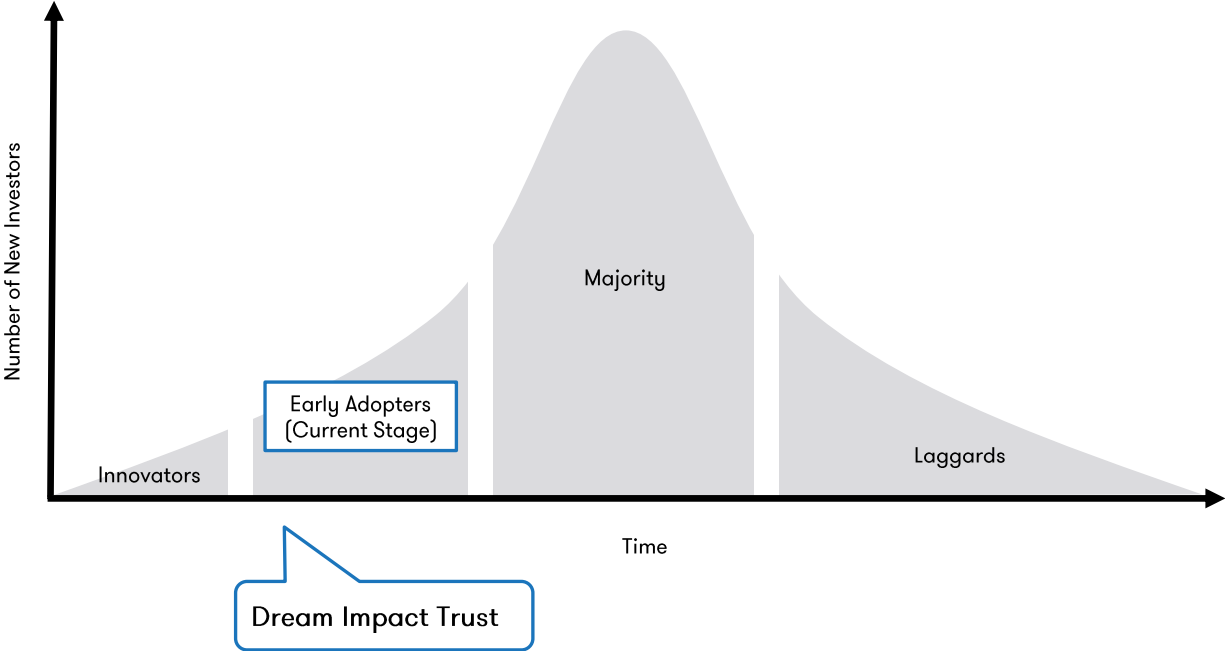 Number of New Investors
Majority
Early Adopters
(Current Stage)
Laggards
Innovators
Time
Dream Impact Trust